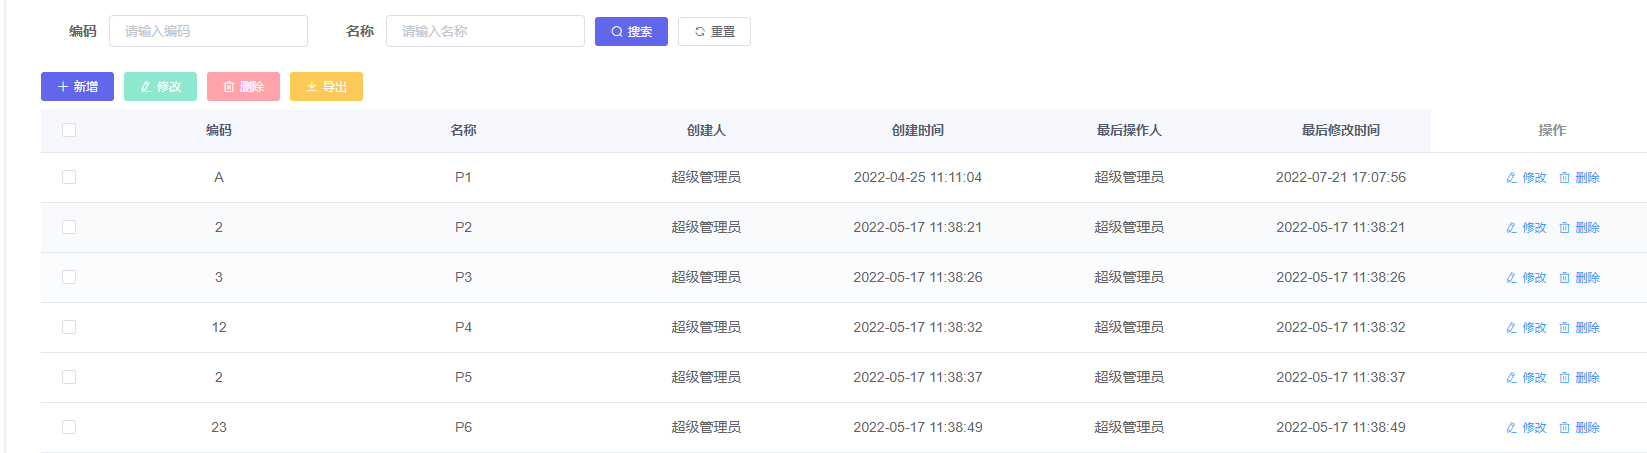 编码 请输入编码 名称 请输入名称 搜索 重置
新增 修改 删除 导出
编码 名称 创建人 创建时间 最后操作人 最后修改时间 操作
A P1 超级管理员 2022-04-25 11:11:04 超级管理员 2022-07-21 17:07:56 修改 删除
2 P2 超级管理员 2022-05-17 11:38:21 超级管理员 2022-05-17 11:38:21 修改 删除
3 P3 超级管理员 2022-05-17 11:38:26 超级管理员 2022-05-17 11:38:26 修改 删除
12 P4 超级管理员 2022-05-17 11:38:32 超级管理员 2022-05-17 11:38:32 修改 删除
2 P5 超级管理员 2022-05-17 11:38:37 超级管理员 2022-05-17 11:38:37 修改 删除
23 P6 超级管理员 2022-05-17 11:38:49 超级管理员 2022-05-17 11:38:49 修改 删除